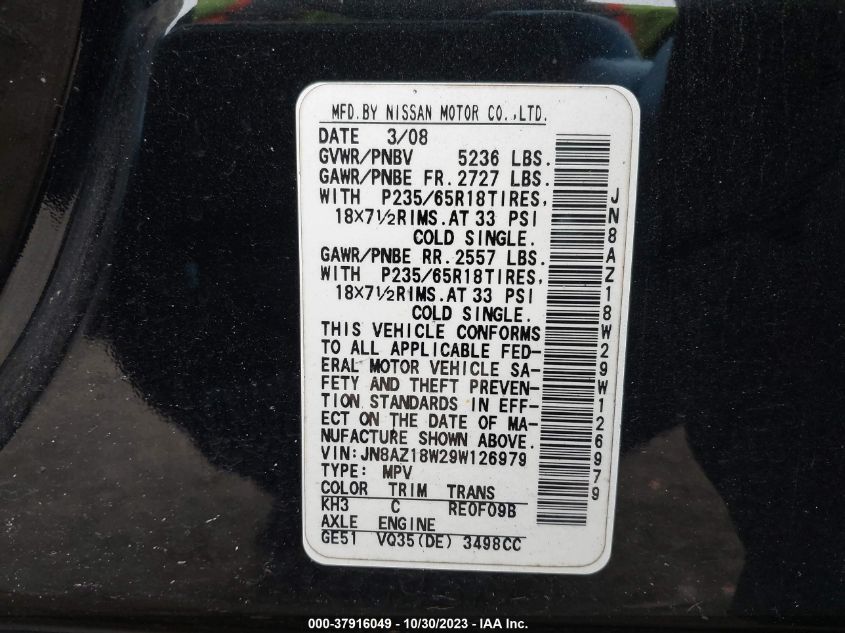 MFD.BY NISSAN MOTOR CO.,LTD.
DATE 3/08
GVWR/PNBV 5236 LBS.
GAWR/PNBE FR. 2727 LBS.
WITH P235/65R18TIRES,
18×7½RIMS.AT 33 PSI
COLD SINGLE.
GAWR/PNBE RR. 2557 LBS.
WITH P235/65R18TIRES,
18×7½RIMS.AT 33 PSI
COLD SINGLE.
THIS VEHICLE CONFORMS
TO ALL APPLICABLE FED-
ERAL MOTOR VEHICLE SA-
FETY AND THEFT PREVEN-
TION STANDARDS IN EFF-
ECT ON THE DATE OF MA-
NUFACTURE SHOWN ABOVE.
VIN:JN8AZ18W29W126979
TYPE: MPV
COLOR TRIM TRANS
KH3 C RE0F09B
AXLE ENGINE
GE51 VQ35(DE) 3498CC
JN8AZ18W29W126979
000-37916049 - 10/30/2023 - IAA Inc.